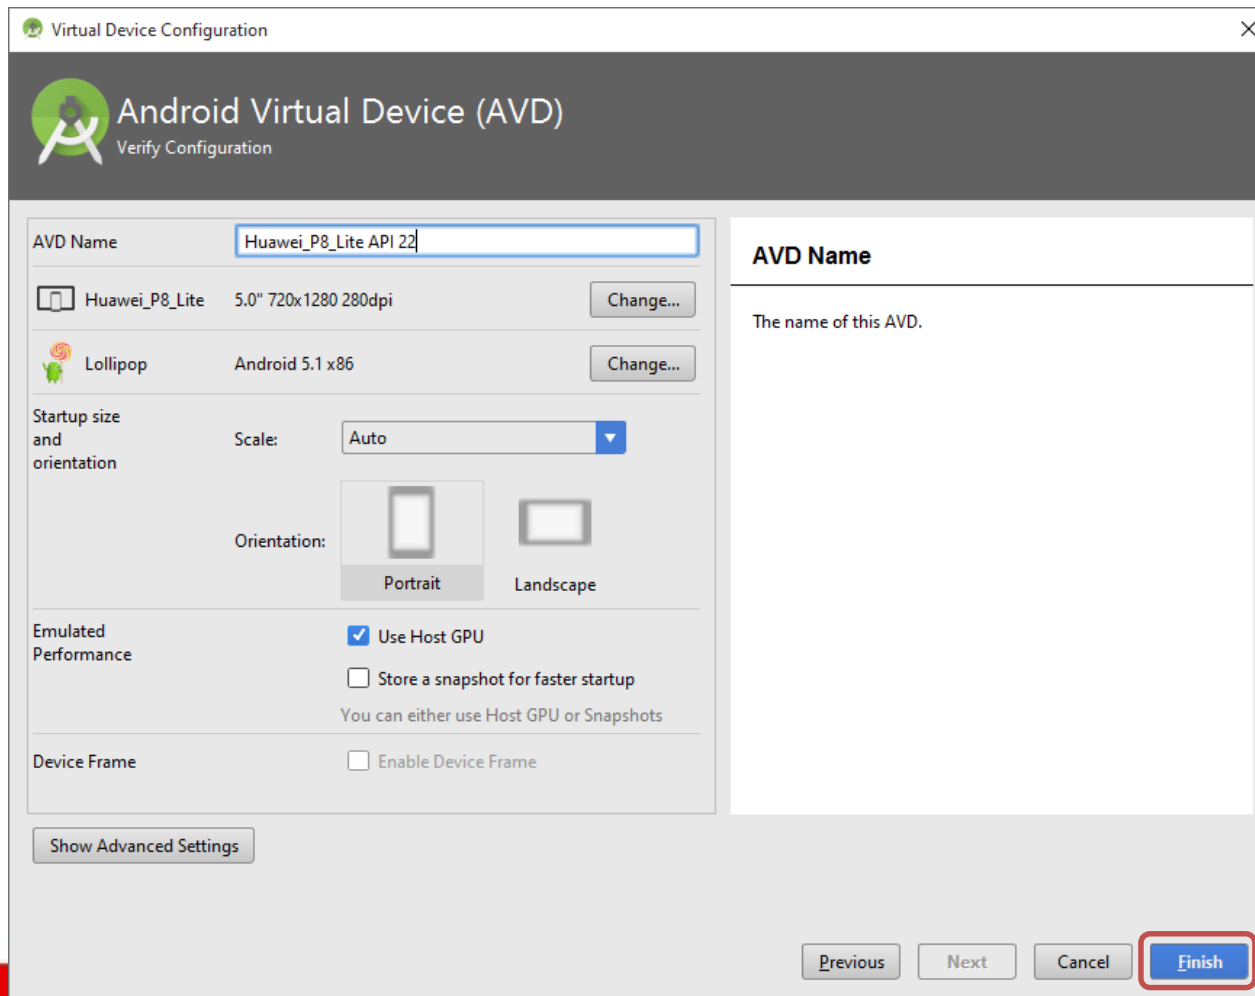 Virtual Device Configuration
Android Virtual Device (AVD)
Verify Configuration
AVD Name
Huawei_P8_Lite API 22
Huawei_P8_Lite 5.0" 720x1280 280dpi Change...
Lollipop Android 5.1 x86 Change...
Startup size
and
orientation
Scale: Auto
Orientation:
Portrait
Landscape
Emulated
Performance
Use Host GPU
Store a snapshot for faster startup
You can either use Host GPU or Snapshots
Device Frame
Enable Device Frame
Show Advanced Settings
AVD Name
The name of this AVD.
Previous Next Cancel Finish